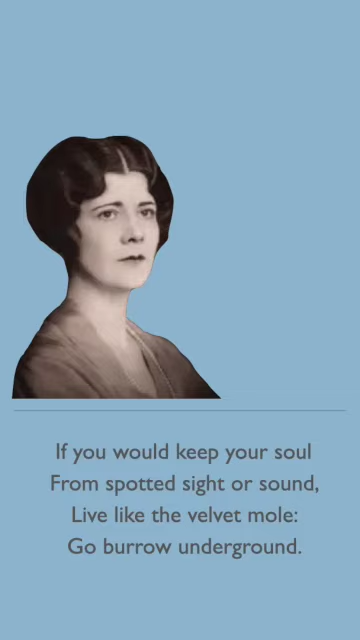 If you would keep your soul
From spotted sight or sound,
Live like the velvet mole:
Go burrow underground.